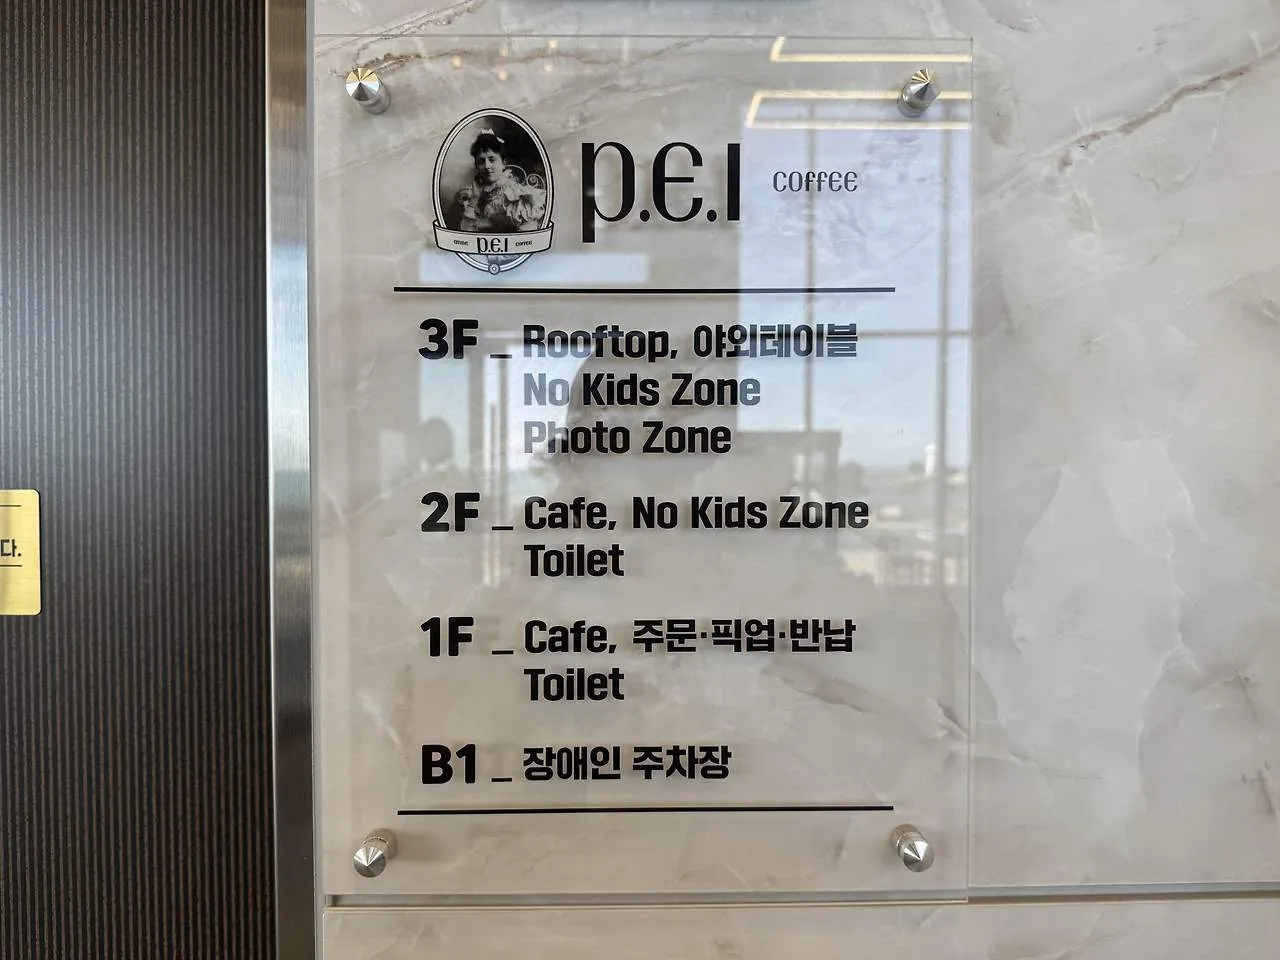 p.e.ı coffee
p.e.ı coffee
3F _ Rooftop, 야외테이블
No Kids Zone
Photo Zone
2F _ Cafe, No Kids Zone
Toilet
1F _ Cafe, 주문·픽업·반납
Toilet
B1 _ 장애인 주차장
다.